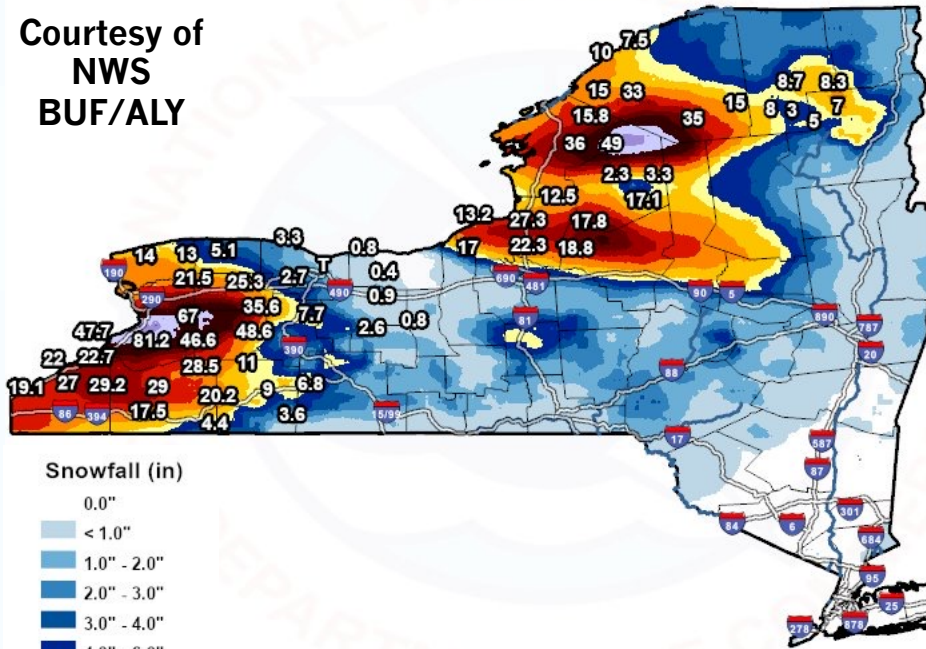 Courtesy of
NWS
BUF/ALY
7.5
10
8.7 8.3
15 33
15 8 3 7
15.8 35 5
36 49
2.3 3.3
12.5 17.1
13.2 27.3 17.8
3.3
14 13 5.1 0.8 17 22.3 18.8
T
190 21.5 25.3 2.7 0.4 690 481
290 490 0.9 90 5
35.6
67 7.7 0.8 81 890 787
47.7 81.2 46.6 48.6 2.6
390 20
22 22.7 28.5 11 88
19.1 27 29.2 29 9 6.8
20.2
86 394 17.5 3.6 15/99
4.4 17 587
87
Snowfall (in)
0.0"
< 1.0"
1.0" - 2.0"
2.0" - 3.0"
3.0" - 4.0"
84 6 301
684
95
25
278 878